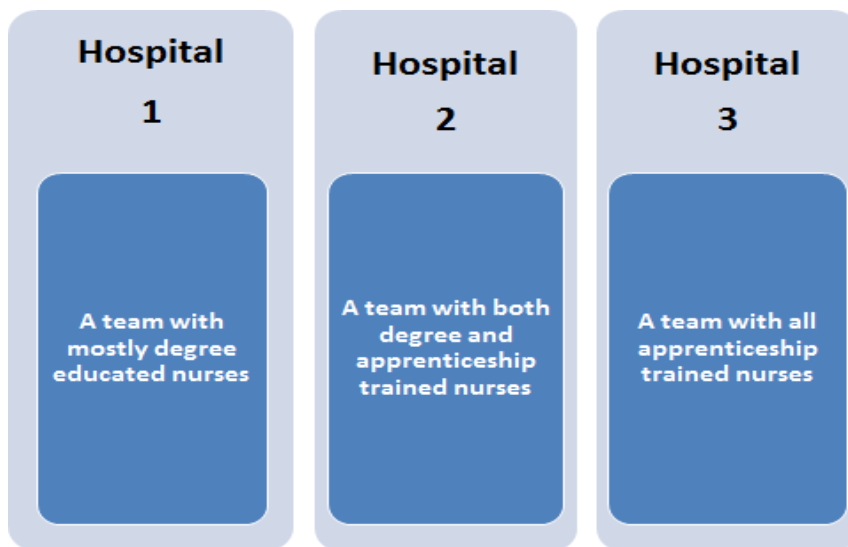 Hospital
1
A team with
mostly degree
educated nurses
Hospital
2
A team with both
degree and
apprenticeship
trained nurses
Hospital
3
A team with all
apprenticeship
trained nurses